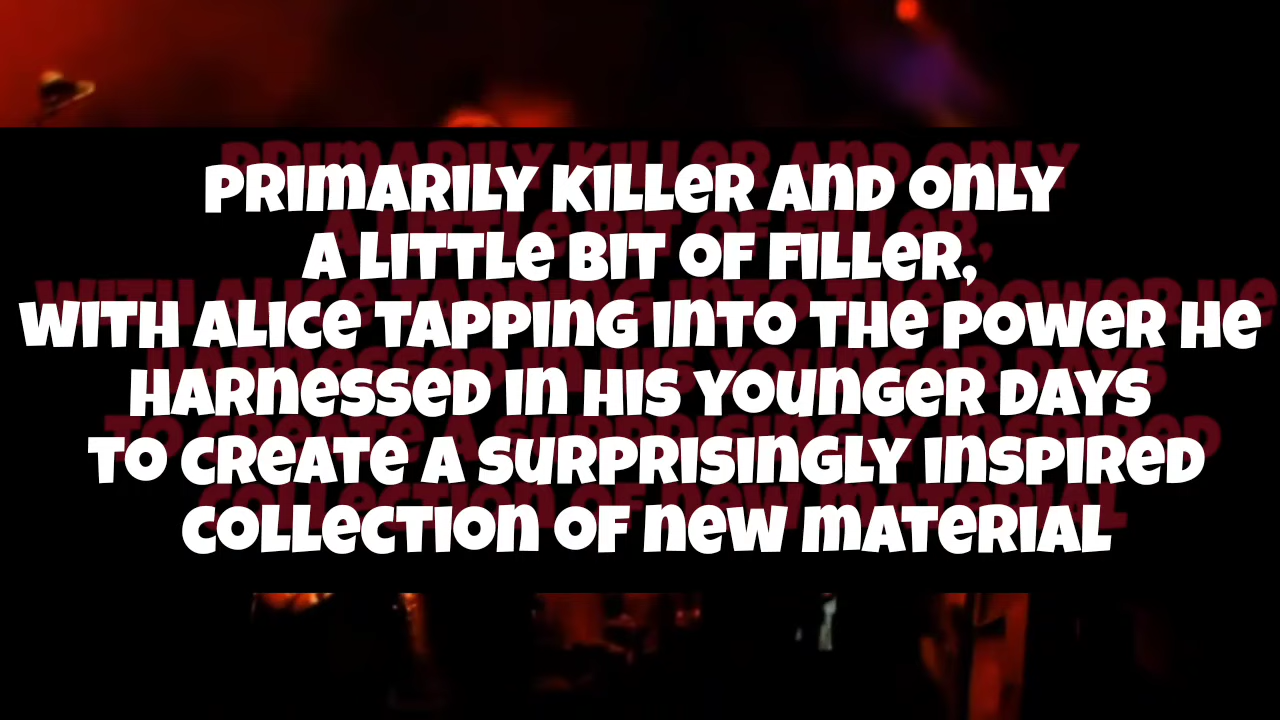 PRIMARILY KILLER AND ONLY
A LITTLE BIT OF FILLER,
WITH ALICE TAPPING INTO THE POWER HE
HARNESSED IN HIS YOUNGER DAYS
TO CREATE A SURPRISINGLY INSPIRED
COLLECTION OF NEW MATERIAL